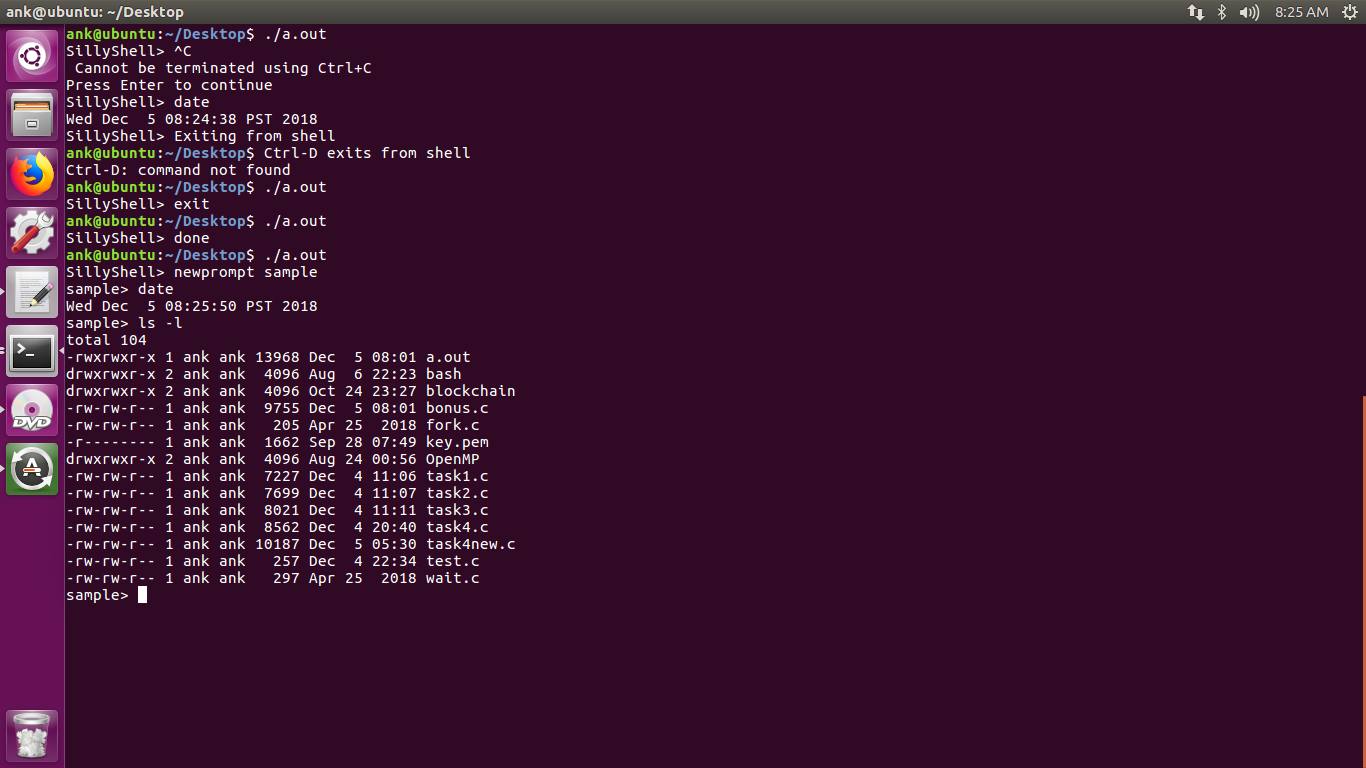 ank@ubuntu: ~/Desktop
8:25 AM
ank@ubuntu:~/Desktop$ ./a.out
SillyShell> ^C
 Cannot be terminated using Ctrl+C
Press Enter to continue
SillyShell> date
Wed Dec  5 08:24:38 PST 2018
SillyShell> Exiting from shell
ank@ubuntu:~/Desktop$ Ctrl-D exits from shell
Ctrl-D: command not found
ank@ubuntu:~/Desktop$ ./a.out
SillyShell> exit
ank@ubuntu:~/Desktop$ ./a.out
SillyShell> done
ank@ubuntu:~/Desktop$ ./a.out
SillyShell> newprompt sample
sample> date
Wed Dec  5 08:25:50 PST 2018
sample> ls -l
total 104
-rwxrwxr-x 1 ank ank 13968 Dec  5 08:01 a.out
drwxrwxr-x 2 ank ank  4096 Aug  6 22:23 bash
drwxrwxr-x 2 ank ank  4096 Oct 24 23:27 blockchain
-rw-rw-r-- 1 ank ank  9755 Dec  5 08:01 bonus.c
-rw-rw-r-- 1 ank ank   205 Apr 25  2018 fork.c
-r-------- 1 ank ank  1662 Sep 28 07:49 key.pem
drwxrwxr-x 2 ank ank  4096 Aug 24 00:56 OpenMP
-rw-rw-r-- 1 ank ank  7227 Dec  4 11:06 task1.c
-rw-rw-r-- 1 ank ank  7699 Dec  4 11:07 task2.c
-rw-rw-r-- 1 ank ank  8021 Dec  4 11:11 task3.c
-rw-rw-r-- 1 ank ank  8562 Dec  4 20:40 task4.c
-rw-rw-r-- 1 ank ank 10187 Dec  5 05:30 task4new.c
-rw-rw-r-- 1 ank ank   257 Dec  4 22:34 test.c
-rw-rw-r-- 1 ank ank   297 Apr 25  2018 wait.c
sample>
>_
DVD
A